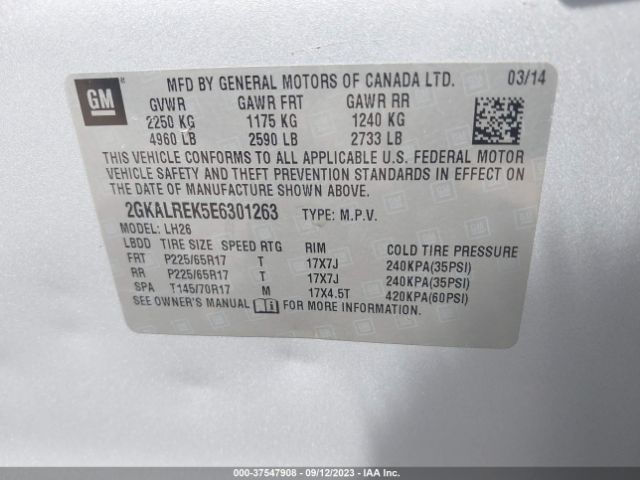 GM
MFD BY GENERAL MOTORS OF CANADA LTD. 03/14
GVWR GAWR FRT GAWR RR
2250 KG 1175 KG 1240 KG
4960 LB 2590 LB 2733 LB
THIS VEHICLE CONFORMS TO ALL APPLICABLE U.S. FEDERAL MOTOR
VEHICLE SAFETY AND THEFT PREVENTION STANDARDS IN EFFECT ON
THE DATE OF MANUFACTURE SHOWN ABOVE.
2GKALREK5E6301263 TYPE: M.P.V.
MODEL: LH26
LBDD TIRE SIZE SPEED RTG RIM COLD TIRE PRESSURE
FRT P225/65R17 T 17X7J 240KPA(35PSI)
RR P225/65R17 T 17X7J 240KPA(35PSI)
SPA T145/70R17 M 17X4.5T 420KPA(60PSI)
SEE OWNER'S MANUAL FOR MORE INFORMATION.
000-37547908 - 09/12/2023 - IAA Inc.